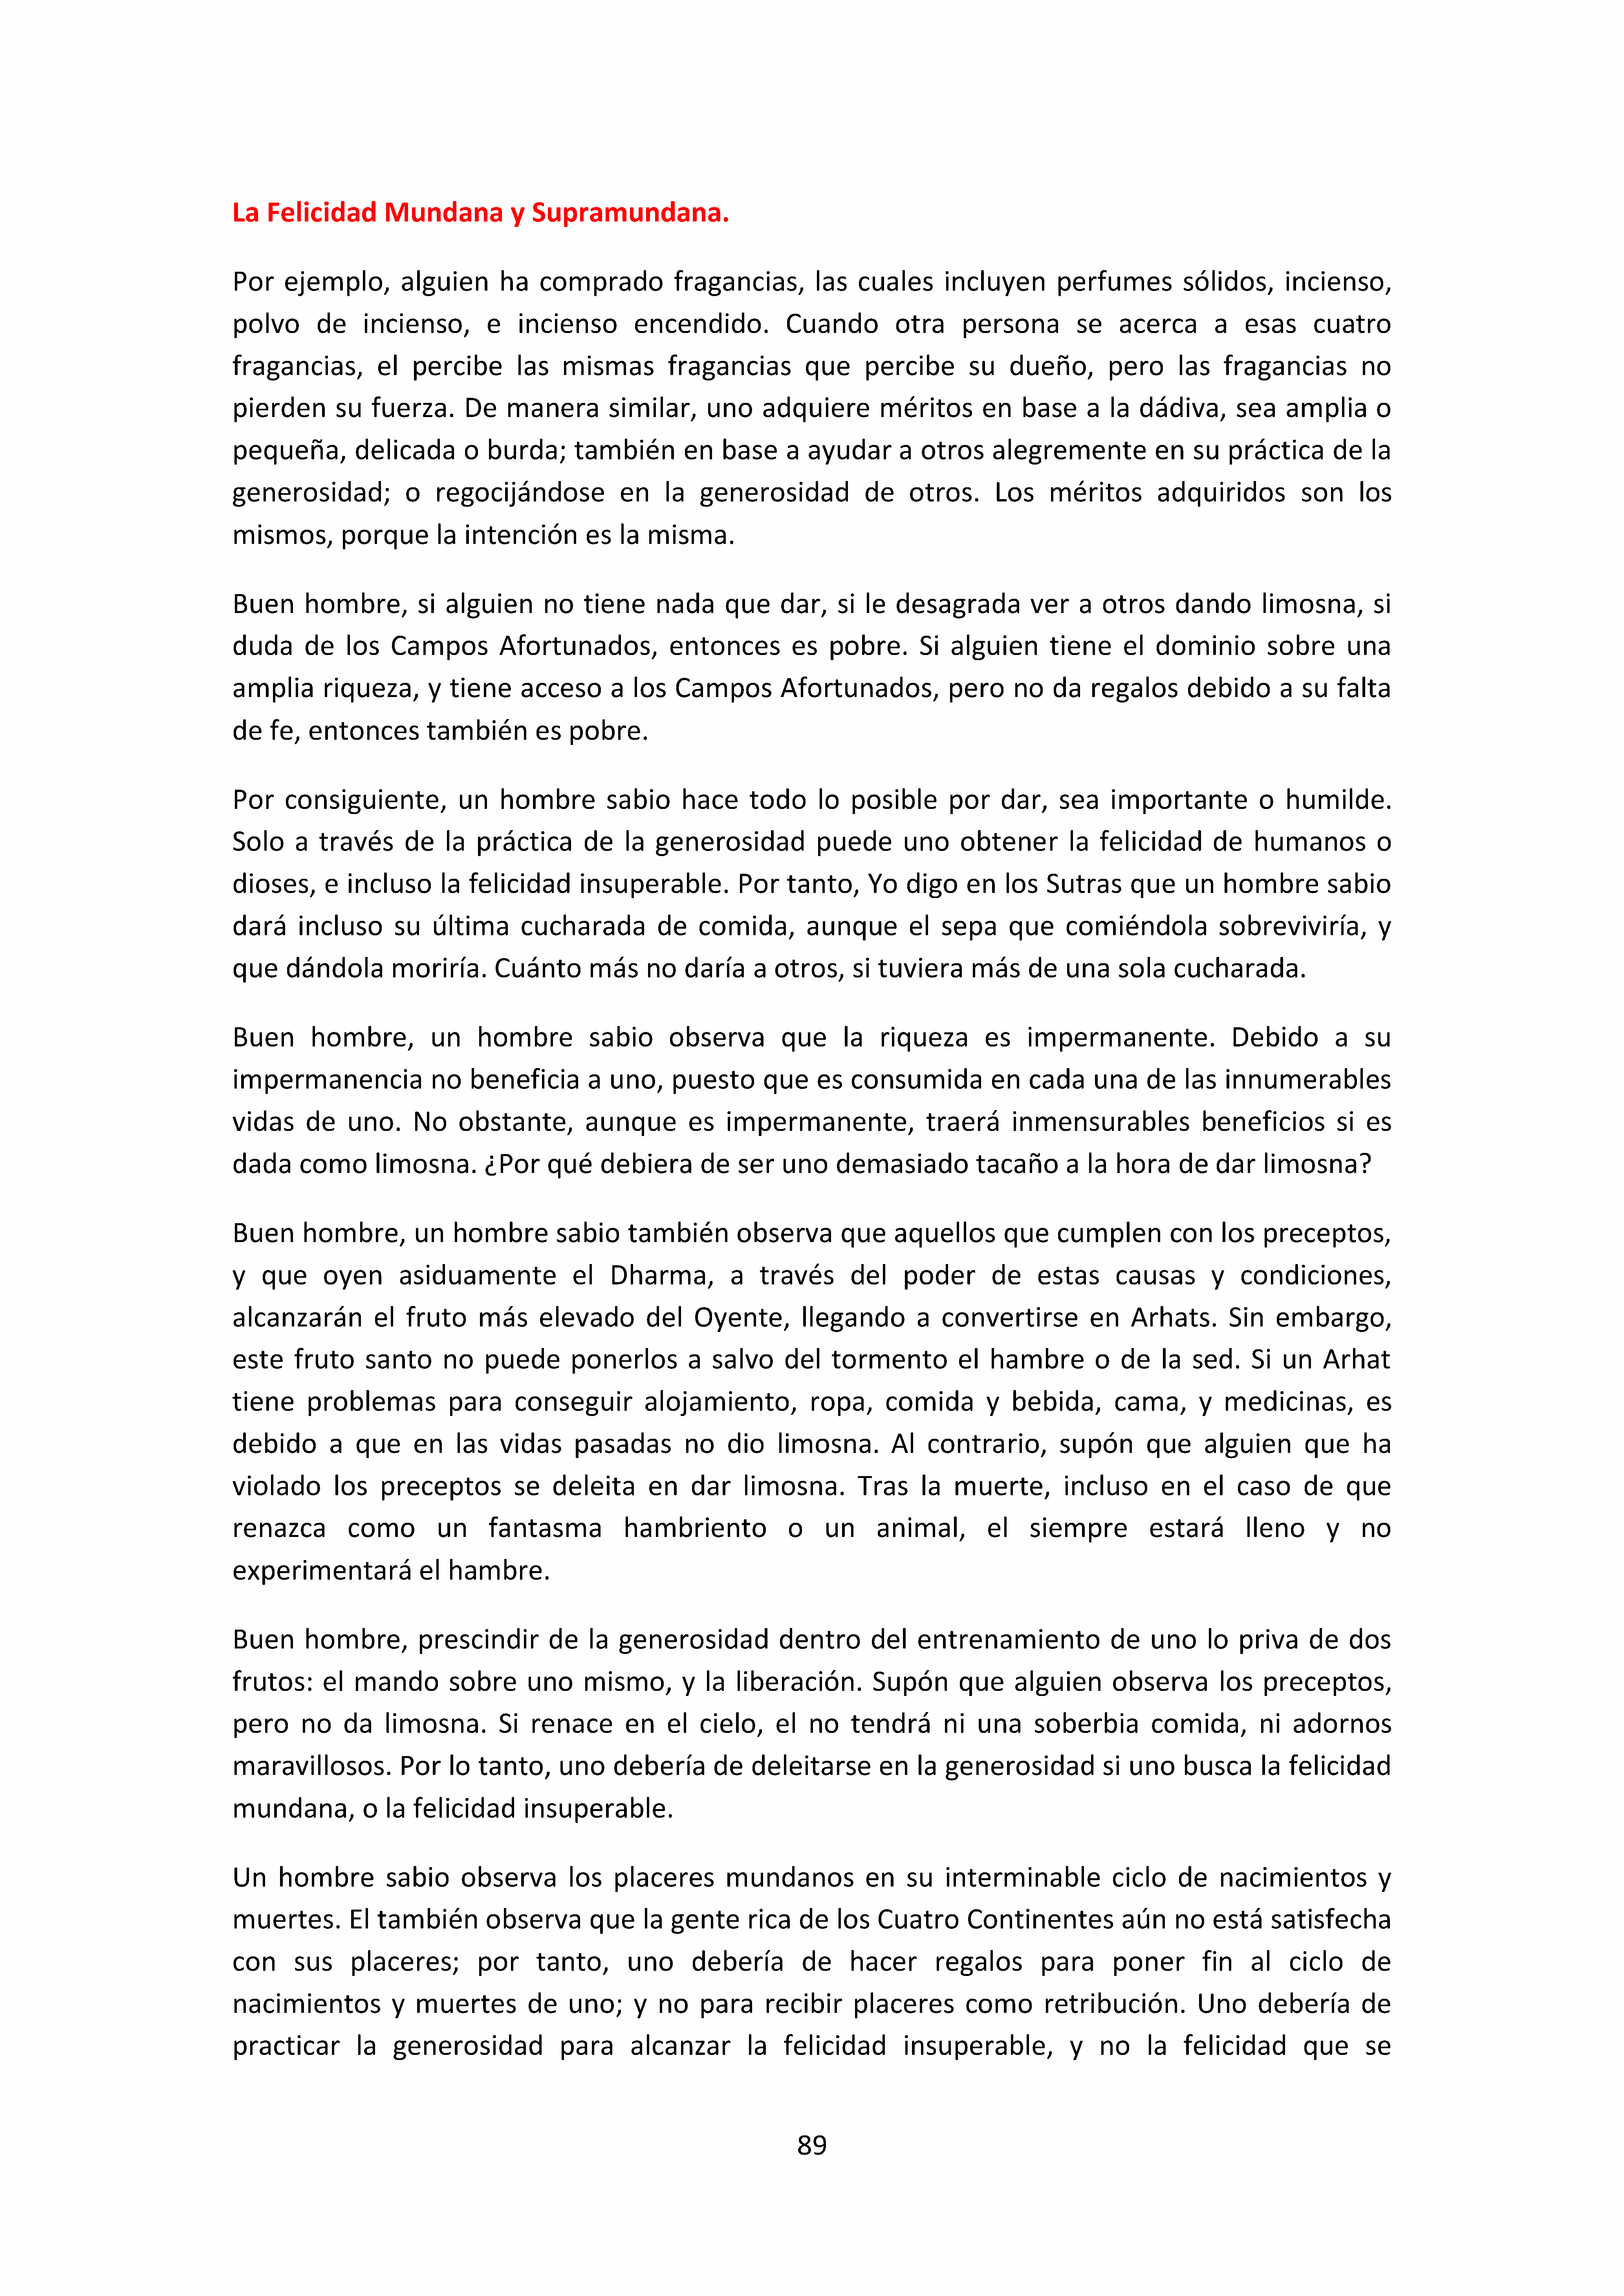 La Felicidad Mundana y Supramundana.
Por ejemplo, alguien ha comprado fragancias, las cuales incluyen perfumes sólidos, incienso,
polvo de incienso, e incienso encendido. Cuando otra persona se acerca a esas cuatro
fragancias, el percibe las mismas fragancias que percibe su dueño, pero las fragancias no
pierden su fuerza. De manera similar, uno adquiere méritos en base a la dádiva, sea amplia o
pequeña, delicada o burda; también en base a ayudar a otros alegremente en su práctica de la
generosidad; o regocijándose en la generosidad de otros. Los méritos adquiridos son los
mismos, porque la intención es la misma.
Buen hombre, si alguien no tiene nada que dar, si le desagrada ver a otros dando limosna, si
duda de los Campos Afortunados, entonces es pobre. Si alguien tiene el dominio sobre una
amplia riqueza, y tiene acceso a los Campos Afortunados, pero no da regalos debido a su falta
de fe, entonces también es pobre.
Por consiguiente, un hombre sabio hace todo lo posible por dar, sea importante o humilde.
Solo a través de la práctica de la generosidad puede uno obtener la felicidad de humanos o
dioses, e incluso la felicidad insuperable. Por tanto, Yo digo en los Sutras que un hombre sabio
dará incluso su última cucharada de comida, aunque el sepa que comiéndola sobreviviría, y
que dándola moriría. Cuánto más no daría a otros, si tuviera más de una sola cucharada.
Buen hombre, un hombre sabio observa que la riqueza es impermanente. Debido a su
impermanencia no beneficia a uno, puesto que es consumida en cada una de las innumerables
vidas de uno. No obstante, aunque es impermanente, traerá inmensurables beneficios si es
dada como limosna. ¿Por qué debiera de ser uno demasiado tacaño a la hora de dar limosna?
Buen hombre, un hombre sabio también observa que aquellos que cumplen con los preceptos,
y que oyen asiduamente el Dharma, a través del poder de estas causas y condiciones,
alcanzarán el fruto más elevado del Oyente, llegando a convertirse en Arhats. Sin embargo,
este fruto santo no puede ponerlos a salvo del tormento el hambre o de la sed. Si un Arhat
tiene problemas para conseguir alojamiento, ropa, comida y bebida, cama, y medicinas, es
debido a que en las vidas pasadas no dio limosna. Al contrario, supón que alguien que ha
violado los preceptos se deleita en dar limosna. Tras la muerte, incluso en el caso de que
renazca como un fantasma hambriento o un animal, el siempre estará lleno y no
experimentará el hambre.
Buen hombre, prescindir de la generosidad dentro del entrenamiento de uno lo priva de dos
frutos: el mando sobre uno mismo, y la liberación. Supón que alguien observa los preceptos,
pero no da limosna. Si renace en el cielo, el no tendrá ni una soberbia comida, ni adornos
maravillosos. Por lo tanto, uno debería de deleitarse en la generosidad si uno busca la felicidad
mundana, o la felicidad insuperable.
Un hombre sabio observa los placeres mundanos en su interminable ciclo de nacimientos y
muertes. El también observa que la gente rica de los Cuatro Continentes aún no está satisfecha
con sus placeres; por tanto, uno debería de hacer regalos para poner fin al ciclo de
nacimientos y muertes de uno; y no para recibir placeres como retribución. Uno debería de
practicar la generosidad para alcanzar la felicidad insuperable, y no la felicidad que se
89